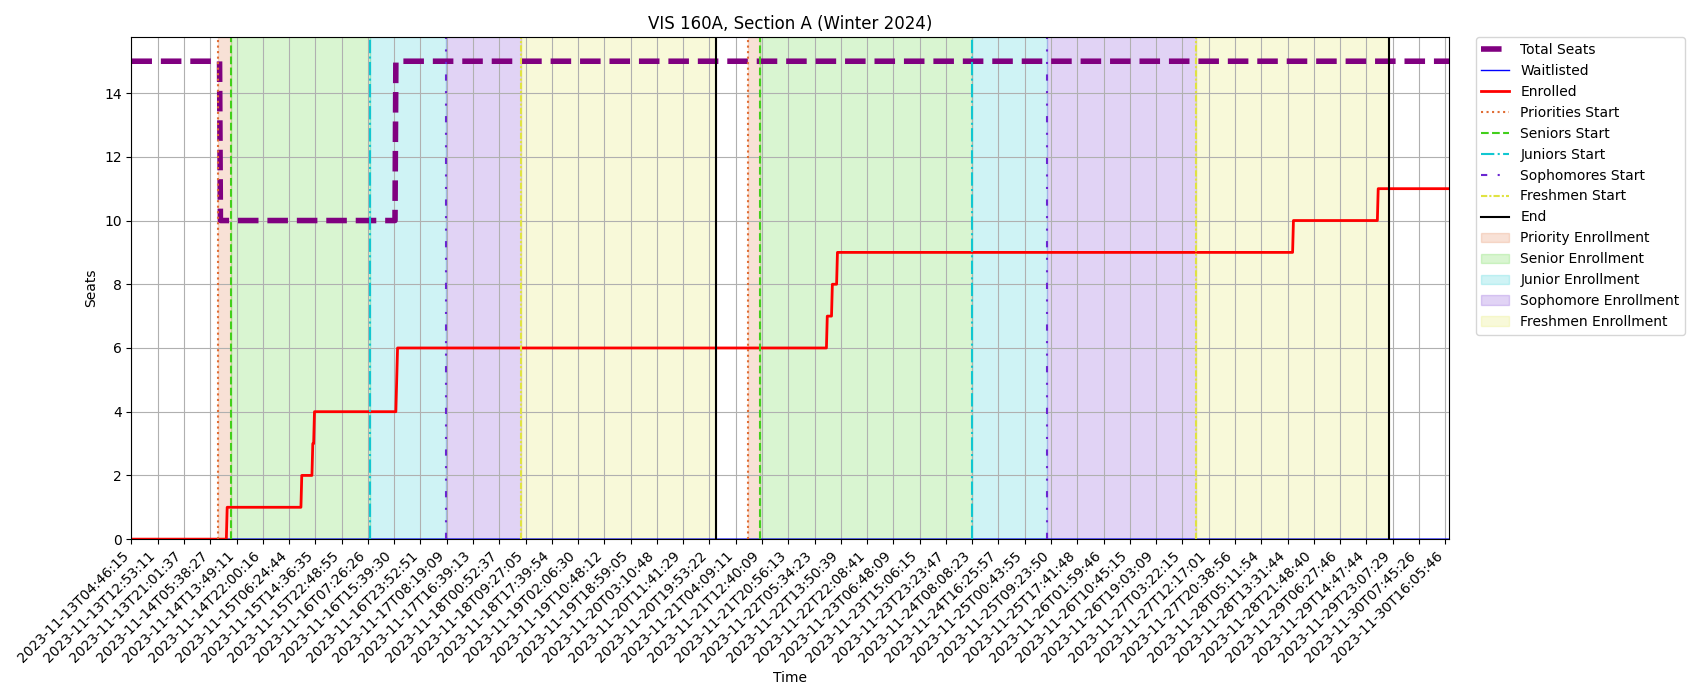 VIS 160A, Section A (Winter 2024)
Seats
14
12
10
8
6
4
2
0
2023-11-13T04:46:15
2023-11-13T12:53:11
2023-11-13T21:01:37
2023-11-14T05:38:27
2023-11-14T13:49:11
2023-11-14T22:00:16
2023-11-15T06:24:44
2023-11-15T14:36:35
2023-11-15T22:48:55
2023-11-16T07:26:26
2023-11-16T15:39:30
2023-11-16T23:52:51
2023-11-17T08:19:09
2023-11-17T16:39:13
2023-11-18T00:52:37
2023-11-18T09:27:05
2023-11-18T17:39:54
2023-11-19T02:06:30
2023-11-19T10:48:12
2023-11-19T18:59:05
2023-11-20T03:10:48
2023-11-20T11:41:29
2023-11-20T19:53:22
2023-11-21T04:09:11
2023-11-21T12:40:09
2023-11-21T20:56:13
2023-11-22T05:34:23
2023-11-22T13:50:39
2023-11-22T22:08:41
2023-11-23T06:48:09
2023-11-23T15:06:15
2023-11-23T23:23:47
2023-11-24T08:08:23
2023-11-24T16:25:57
2023-11-25T00:43:55
2023-11-25T09:23:50
2023-11-25T17:41:48
2023-11-26T01:59:46
2023-11-26T10:45:15
2023-11-26T19:03:09
2023-11-27T03:22:15
2023-11-27T12:17:01
2023-11-27T20:38:56
2023-11-28T05:11:54
2023-11-28T13:31:44
2023-11-28T21:48:40
2023-11-29T06:27:46
2023-11-29T14:47:44
2023-11-29T23:07:29
2023-11-30T07:45:26
2023-11-30T16:05:46
Time
Total Seats
Waitlisted
Enrolled
Priorities Start
Seniors Start
Juniors Start
Sophomores Start
Freshmen Start
End
Priority Enrollment
Senior Enrollment
Junior Enrollment
Sophomore Enrollment
Freshmen Enrollment